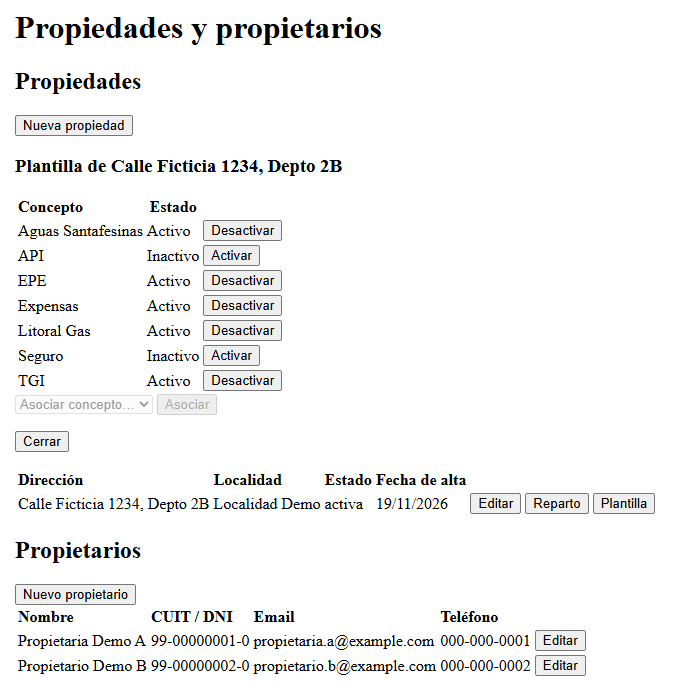 Propiedades y propietarios
Propiedades
Nueva propiedad
Plantilla de Calle Ficticia 1234, Depto 2B
Concepto Estado
Aguas Santafesinas Activo Desactivar
API Inactivo Activar
EPE Activo Desactivar
Expensas Activo Desactivar
Litoral Gas Activo Desactivar
Seguro Inactivo Activar
TGI Activo Desactivar
Asociar concepto... Asociar
Cerrar
Dirección Localidad Estado Fecha de alta
Calle Ficticia 1234, Depto 2B Localidad Demo activa 19/11/2026 Editar Reparto Plantilla
Propietarios
Nuevo propietario
Nombre CUIT / DNI Email Teléfono
Propietaria Demo A 99-00000001-0 propietaria.a@example.com 000-000-0001 Editar
Propietario Demo B 99-00000002-0 propietario.b@example.com 000-000-0002 Editar